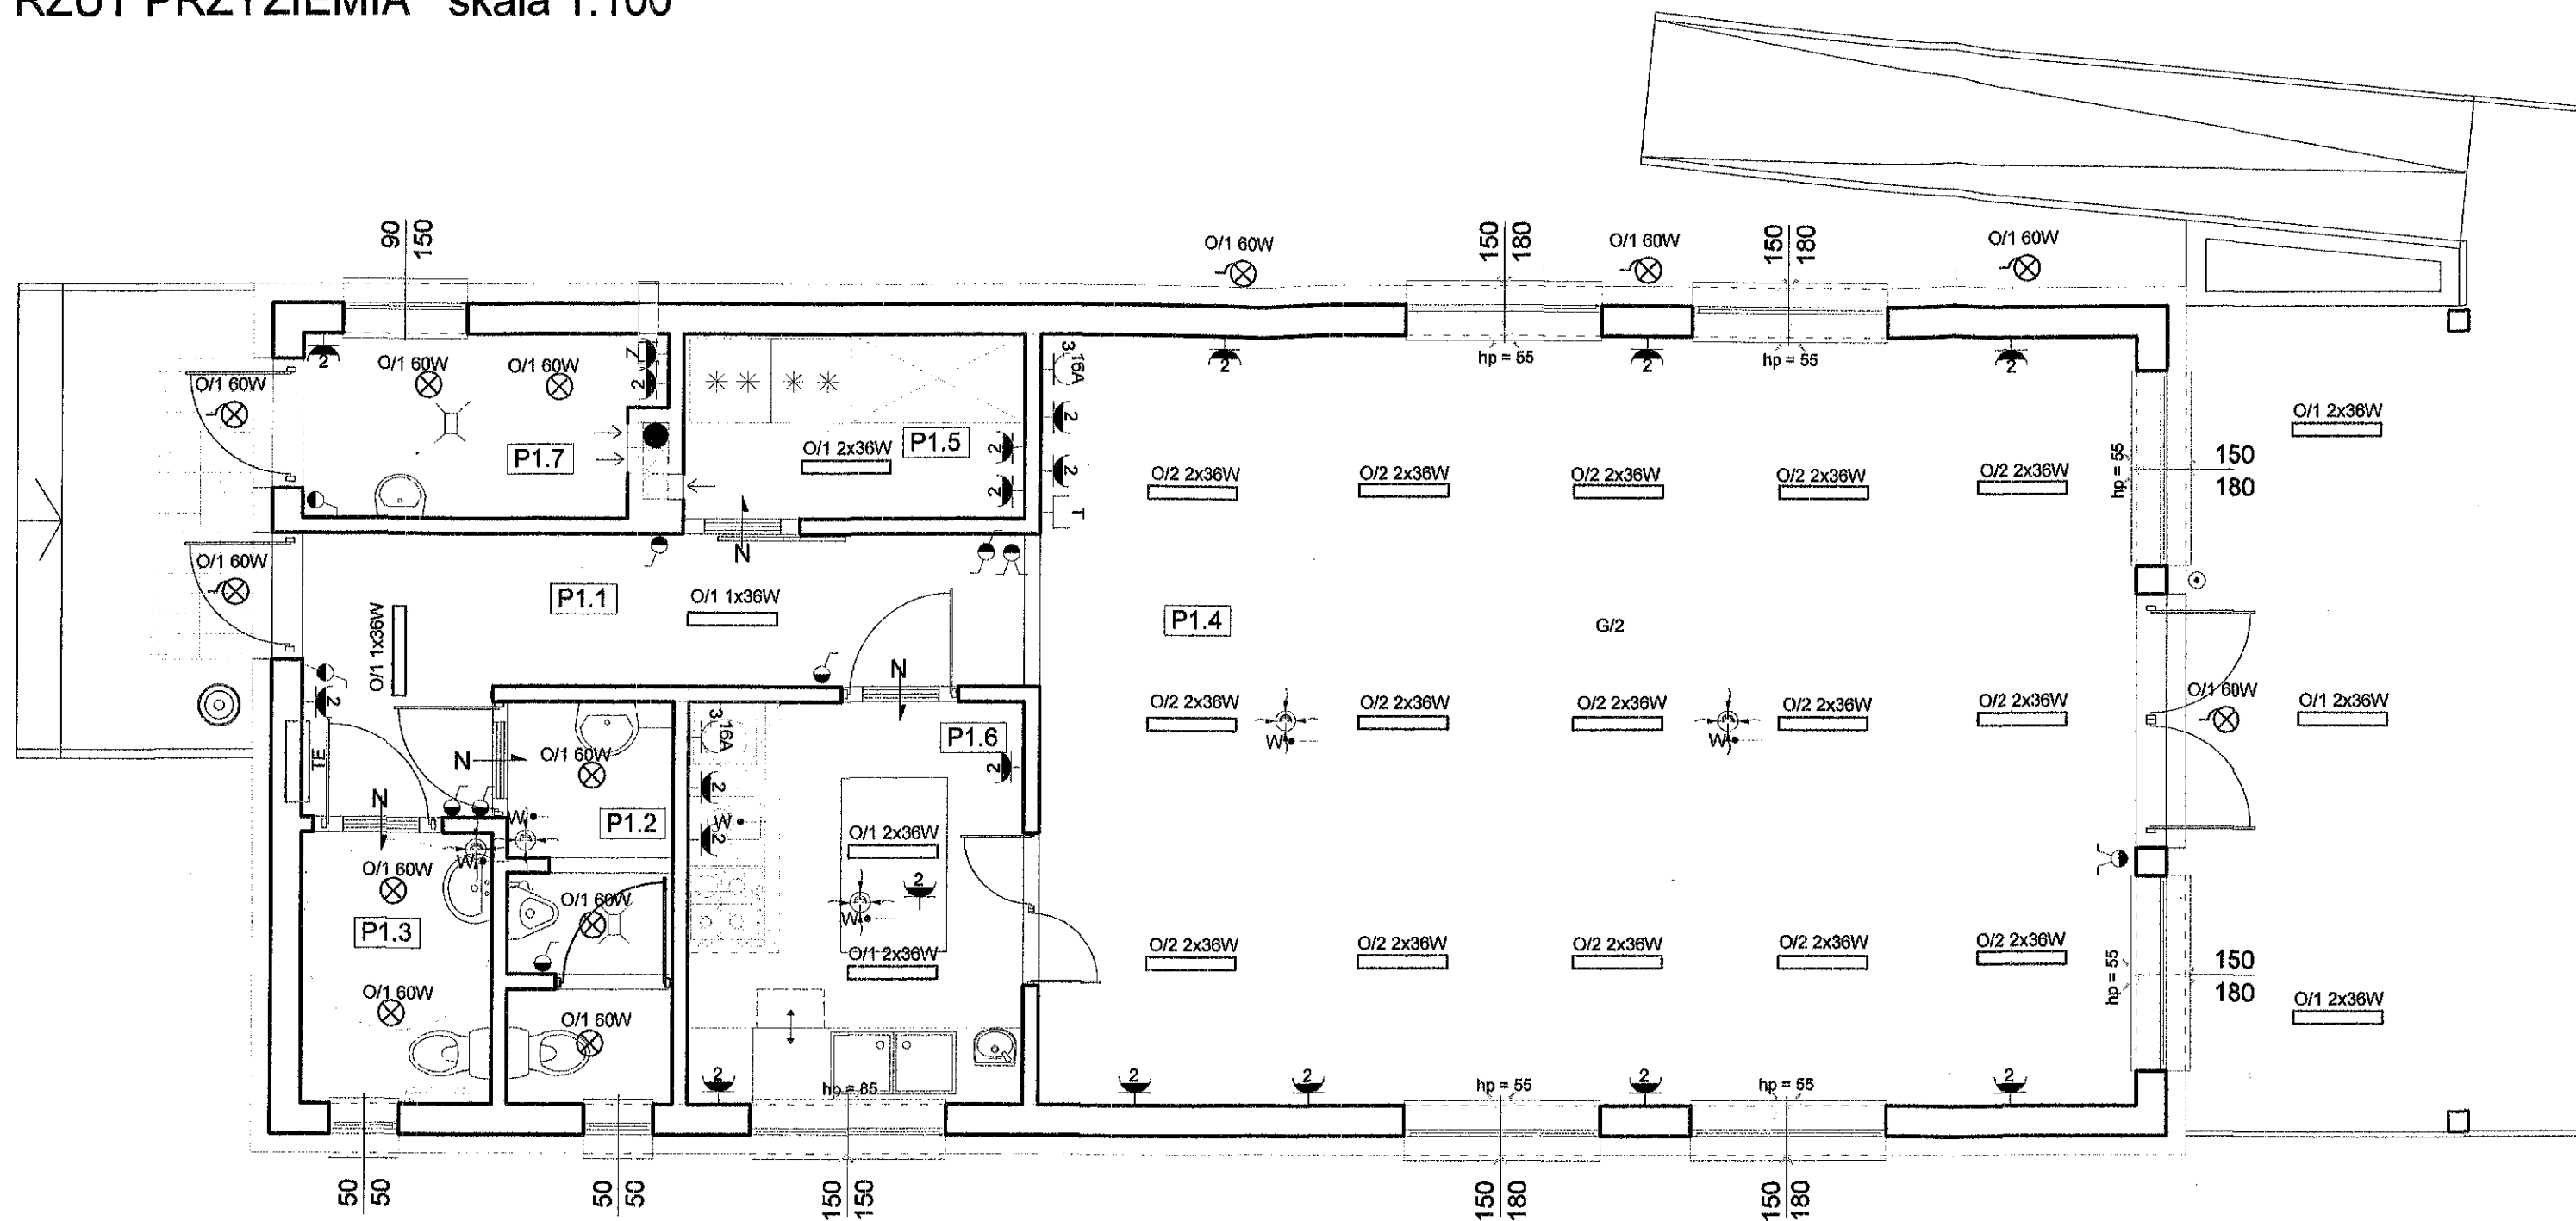 RZUT PRZYZIEMIA skala 1:100
90
150
O/1 60W
150
180
O/1 60W
150
180
O/1 60W
hp = 55
hp = 55
2
2
2
2
O/1 60W
O/1 60W
O/1 60W
Z
2
3
16A
2
2
T
P1.7
O/1 2x36W
P1.5
2
2
O/1 2x36W
hp = 55
150
180
O/2 2x36W
O/2 2x36W
O/2 2x36W
O/2 2x36W
O/2 2x36W
N
O/1 60W
P1.1
O/1 1x36W
O/1 1x36W
P1.4
G/2
N
2
O/1 60W
O/1 2x36W
O/2 2x36W
O/2 2x36W
O/2 2x36W
O/2 2x36W
O/2 2x36W
W
W
TE
N
N
O/1 60W
3
16A
P1.6
2
2
W
P1.2
W
2
O/1 2x36W
W
O/1 60W
O/1 60W
2
W
P1.3
O/1 2x36W
O/2 2x36W
O/2 2x36W
O/2 2x36W
O/2 2x36W
O/2 2x36W
hp = 55
150
180
O/1 60W
O/1 60W
O/1 2x36W
2
hp = 85
2
2
hp = 55
2
hp = 55
2
50
50
50
50
150
150
150
180
150
180